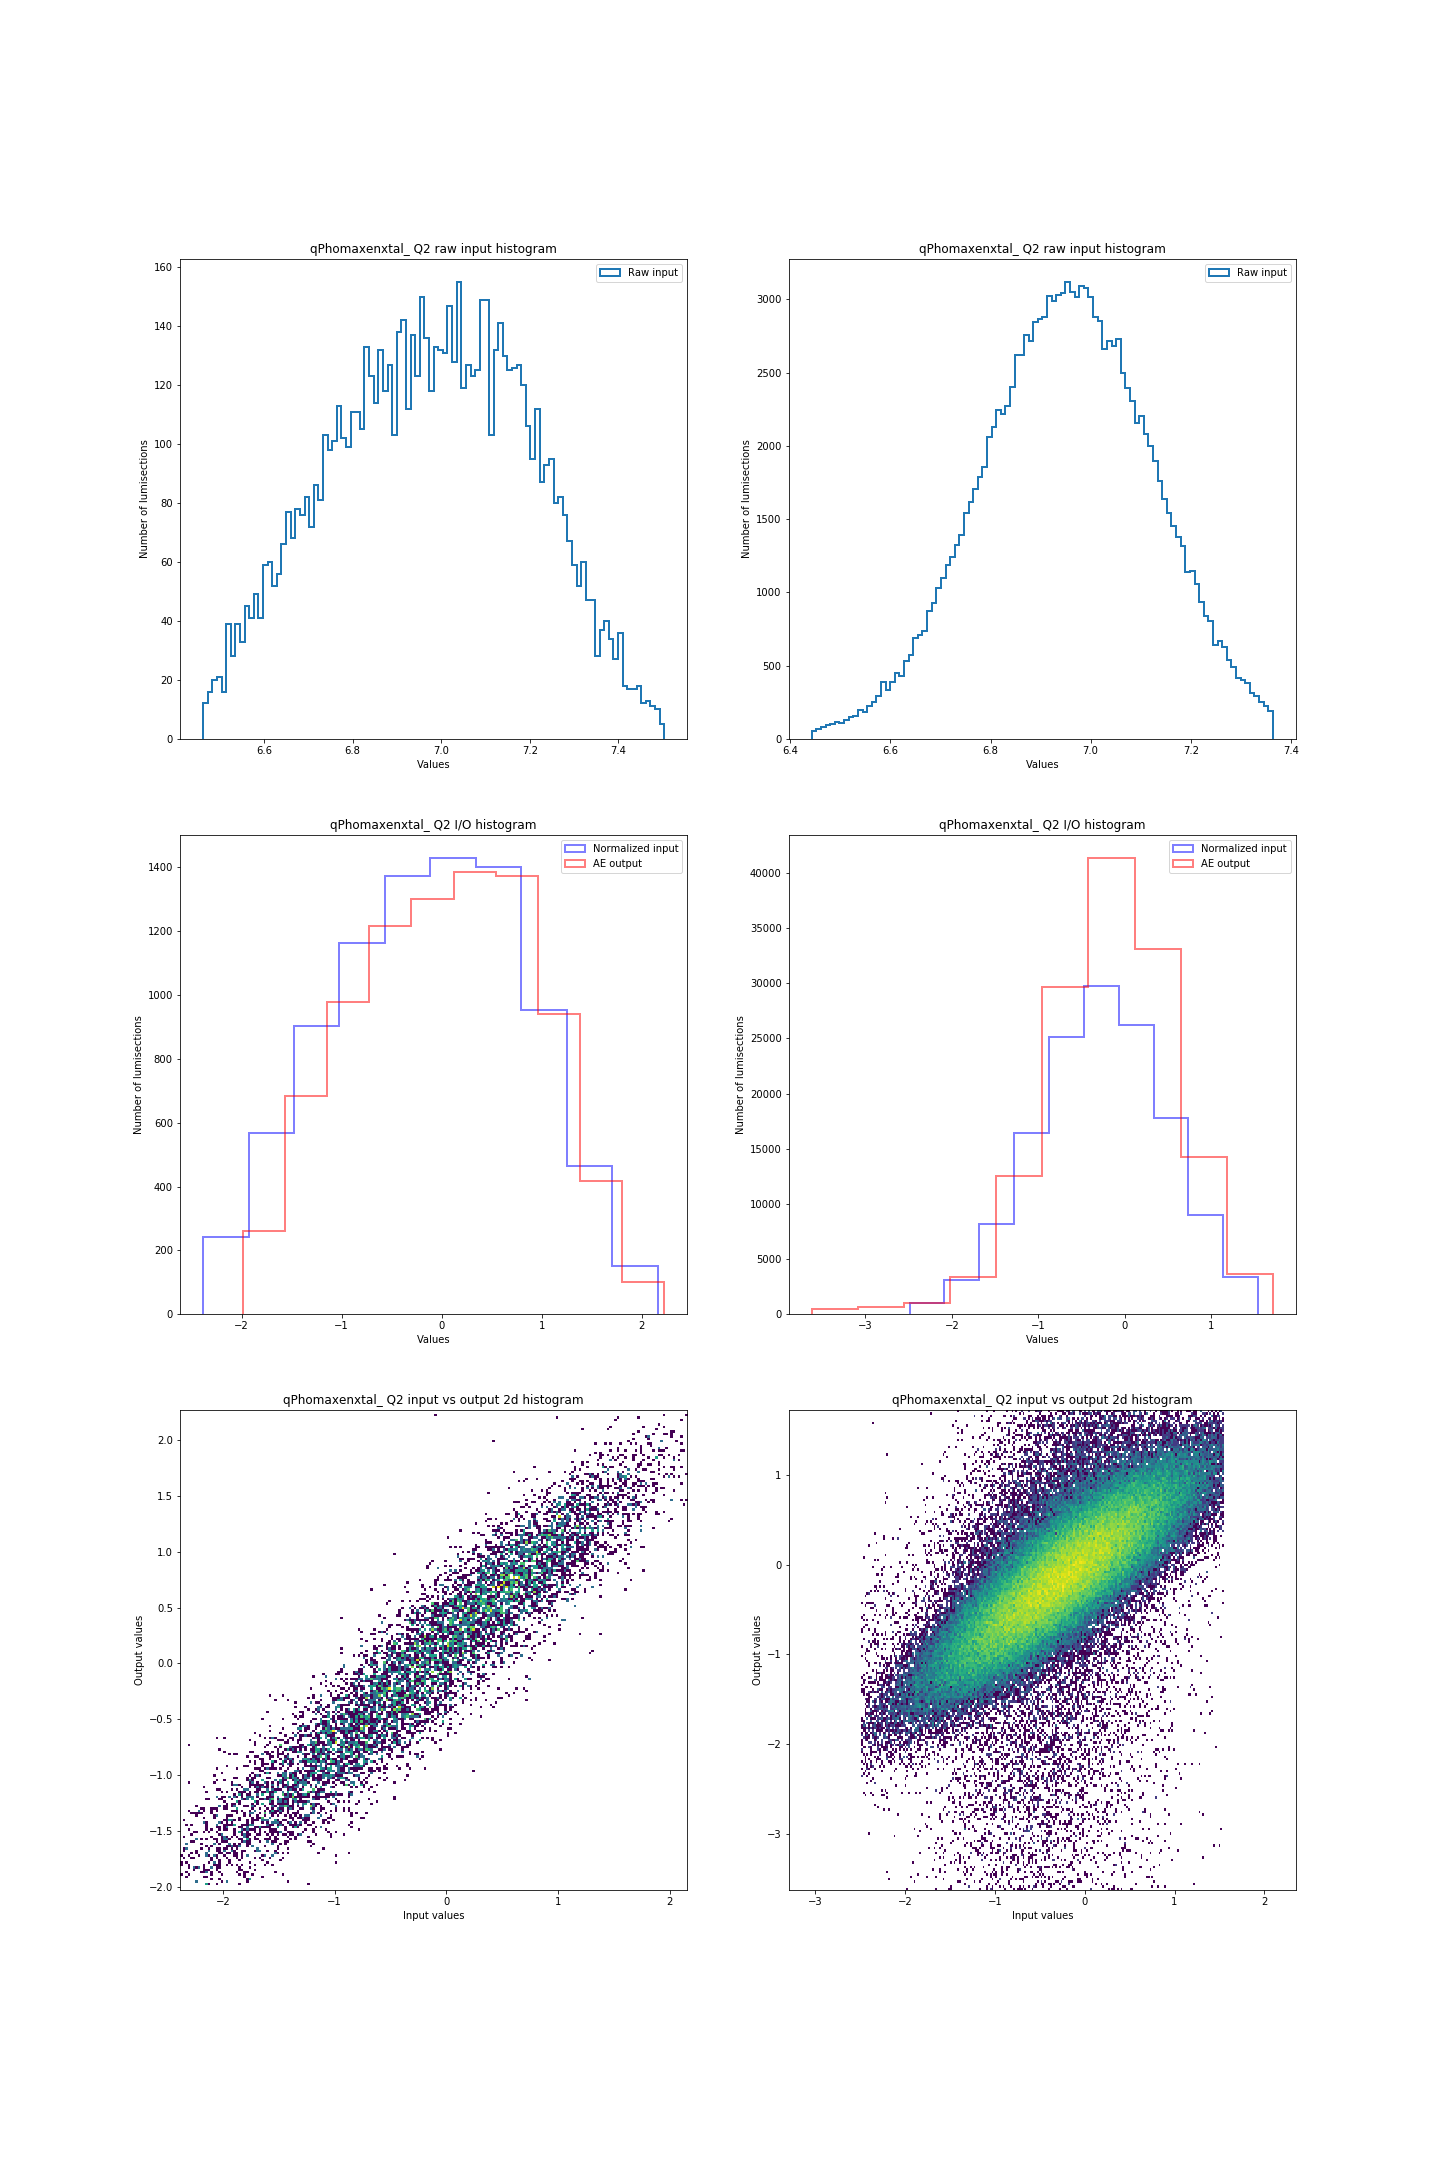 qPhomaxenxtal_ Q2 raw input histogram
Raw input
160
140
120
100
80
60
40
20
0
Number of lumisections
6.6 6.8 7.0 7.2 7.4
Values
qPhomaxenxtal_ Q2 raw input histogram
Raw input
3000
2500
2000
1500
1000
500
0
Number of lumisections
6.4 6.6 6.8 7.0 7.2 7.4
Values
qPhomaxenxtal_ Q2 I/O histogram
Normalized input
AE output
1400
1200
1000
800
600
400
200
0
Number of lumisections
−2 −1 0 1 2
Values
qPhomaxenxtal_ Q2 I/O histogram
Normalized input
AE output
40000
35000
30000
25000
20000
15000
10000
5000
0
Number of lumisections
−3 −2 −1 0 1
Values
qPhomaxenxtal_ Q2 input vs output 2d histogram
2.0
1.5
1.0
0.5
0.0
−0.5
−1.0
−1.5
−2.0
Output values
−2 −1 0 1 2
Input values
qPhomaxenxtal_ Q2 input vs output 2d histogram
1
0
−1
−2
−3
Output values
−3 −2 −1 0 1 2
Input values